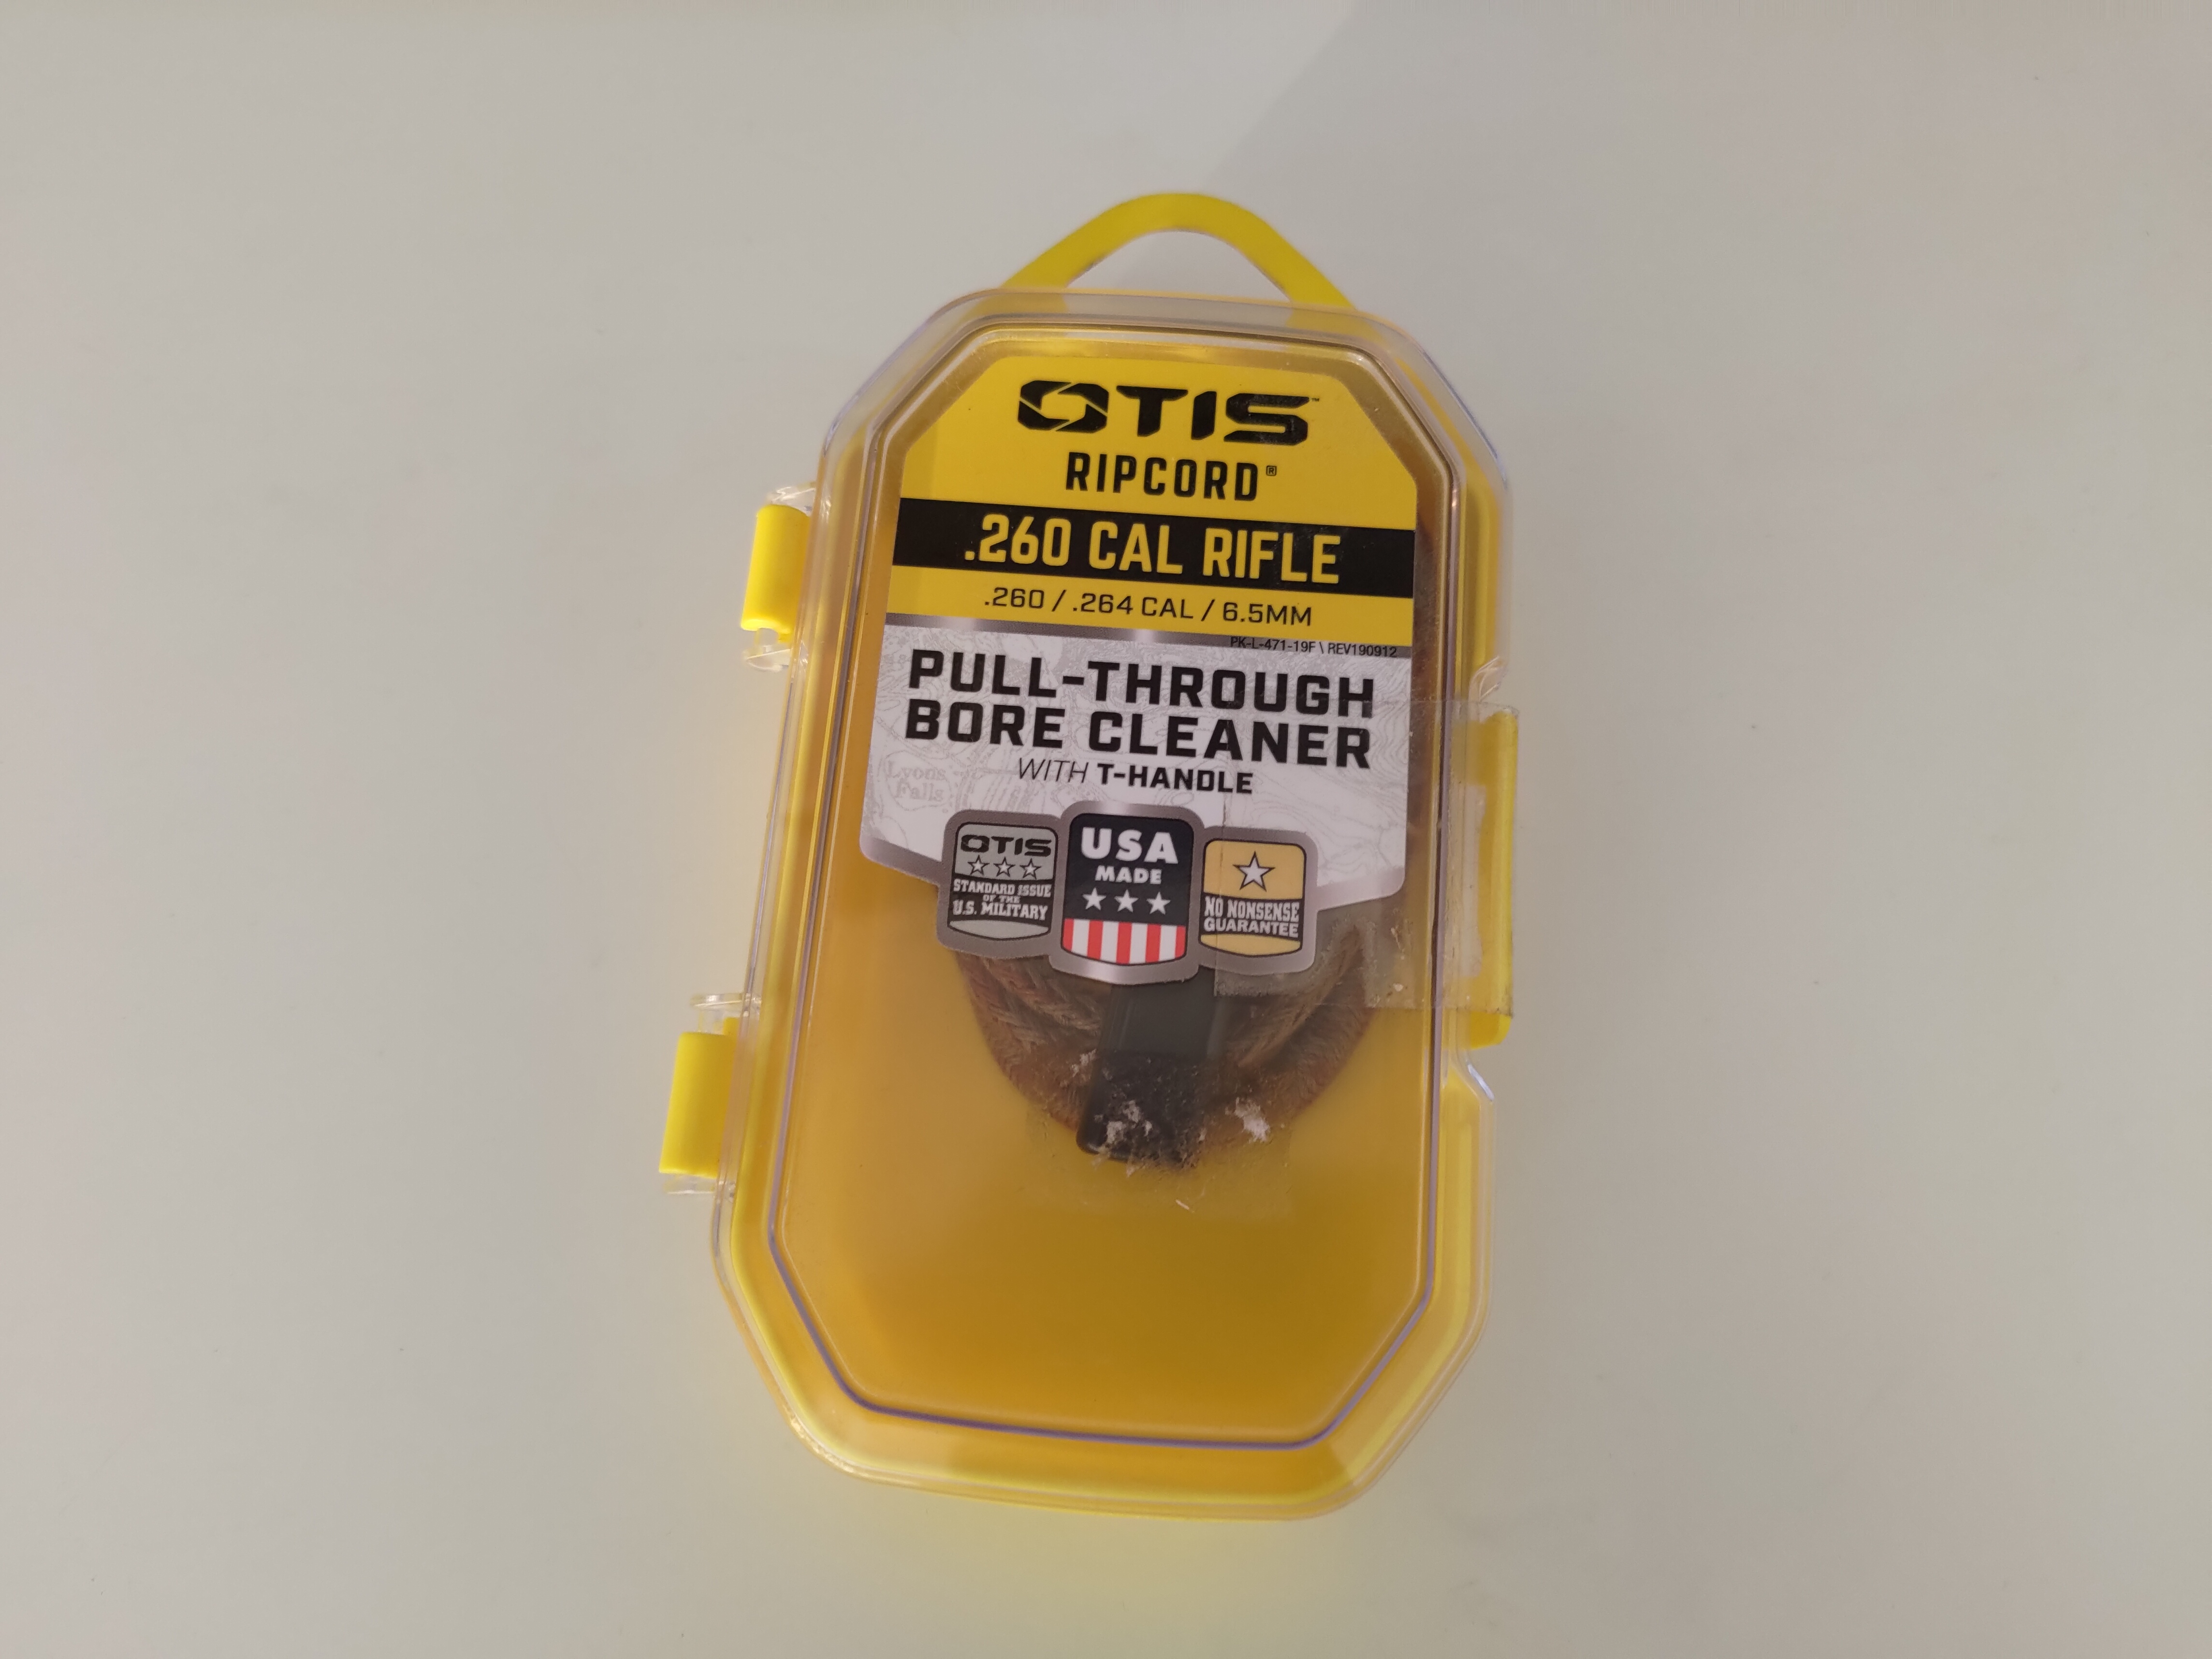 OTIS™
RIPCORD®
.260 CAL RIFLE
.260 / .264 CAL / 6.5MM
PK-L-471-19F \ REV190912
PULL-THROUGH
BORE CLEANER
WITH T-HANDLE
Lyons
Falls
OTIS
STANDARD ISSUE
OF THE
U.S. MILITARY
USA
MADE
NO NONSENSE
GUARANTEE